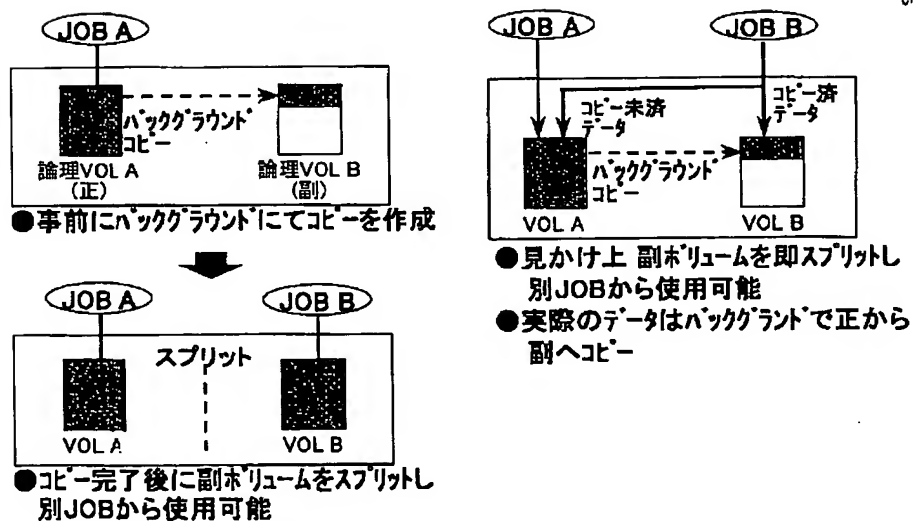 JOB A
バックグラウンド
コピー
論理VOL A
(正)
論理VOL B
(副)
●事前にバックグラウンドにてコピーを作成
JOB A
JOB B
スプリット
VOL A
VOL B
●コピー完了後に副ボリュームをスプリットし
別JOBから使用可能
JOB A
JOB B
コピー未済
データ
コピー済
データ
バックグラウンド
コピー
VOL A
VOL B
●見かけ上 副ボリュームを即スプリットし
別JOBから使用可能
●実際のデータはバックグランドで正から
副へコピー